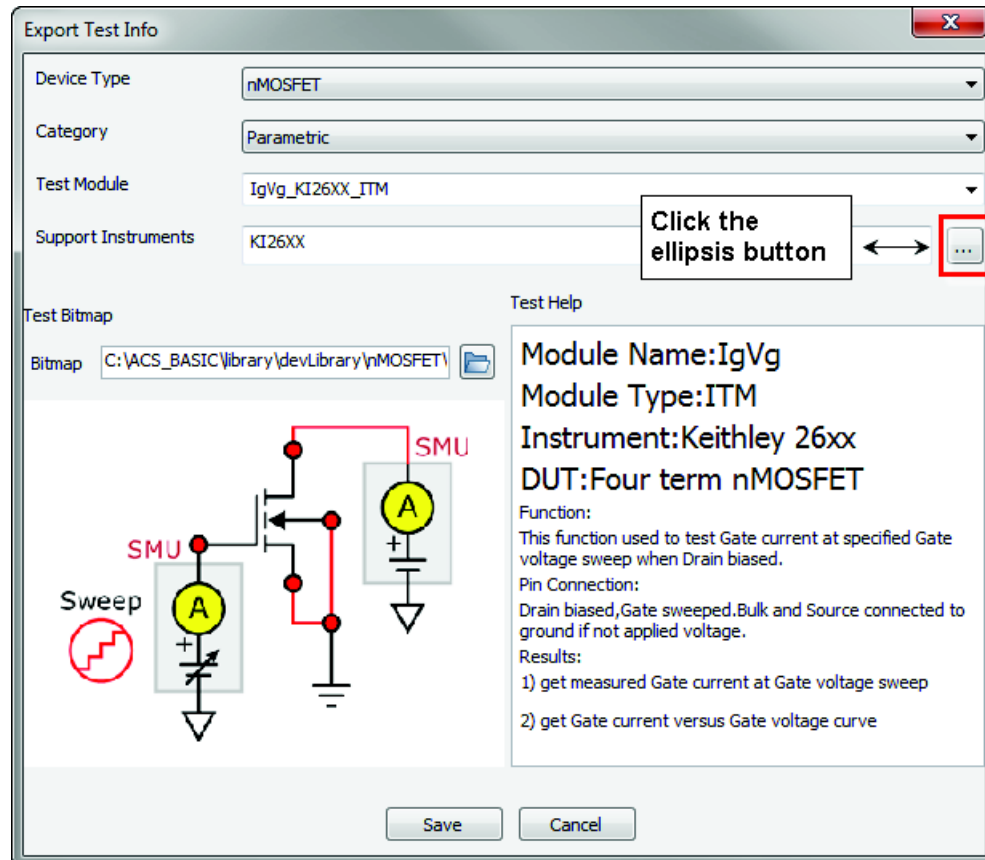 Export Test Info
Device Type
nMOSFET
Category
Parametric
Test Module
IgVg_KI26XX_ITM
Support Instruments
KI26XX
Click the
ellipsis button
...
Test Bitmap
Bitmap
C:\ACS_BASIC\library\devLibrary\nMOSFET\
SMU
A
+
SMU
Sweep
A
+
Test Help
Module Name:IgVg
Module Type:ITM
Instrument:Keithley 26xx
DUT:Four term nMOSFET
Function:
This function used to test Gate current at specified Gate
voltage sweep when Drain biased.
Pin Connection:
Drain biased,Gate sweeped.Bulk and Source connected to
ground if not applied voltage.
Results:
1) get measured Gate current at Gate voltage sweep
2) get Gate current versus Gate voltage curve
Save
Cancel